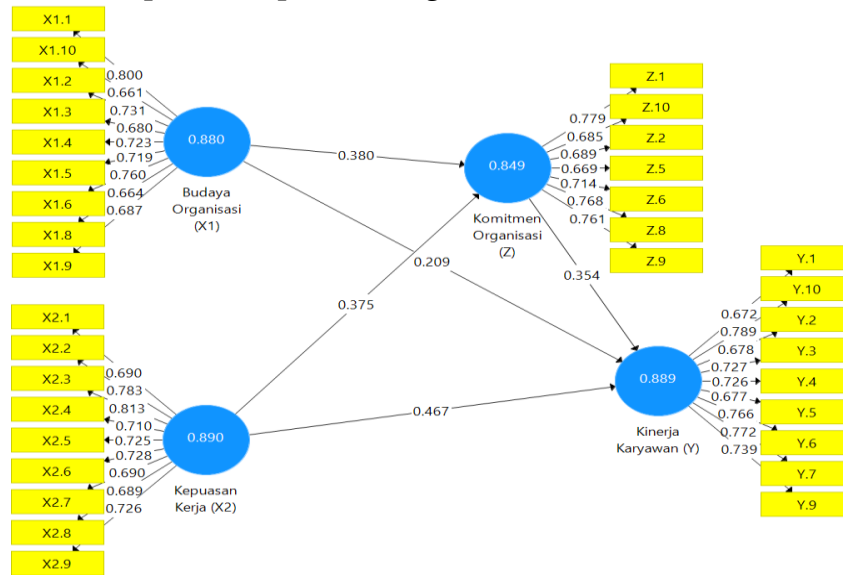 X1.1
X1.10
X1.2
X1.3
X1.4
X1.5
X1.6
X1.8
X1.9
0.800
0.661
0.731
0.680
0.723
0.719
0.760
0.664
0.687
0.880
Budaya
Organisasi
(X1)
0.380
0.209
0.375
0.467
0.354
0.849
Komitmen
Organisasi
(Z)
0.779
0.685
0.689
0.669
0.714
0.768
0.761
Z.1
Z.10
Z.2
Z.5
Z.6
Z.8
Z.9
X2.1
X2.2
X2.3
X2.4
X2.5
X2.6
X2.7
X2.8
X2.9
0.690
0.783
0.813
0.710
0.725
0.728
0.690
0.689
0.726
0.890
Kepuasan
Kerja (X2)
0.889
Kinerja
Karyawan (Y)
0.672
0.789
0.678
0.727
0.726
0.677
0.766
0.772
0.739
Y.1
Y.10
Y.2
Y.3
Y.4
Y.5
Y.6
Y.7
Y.9